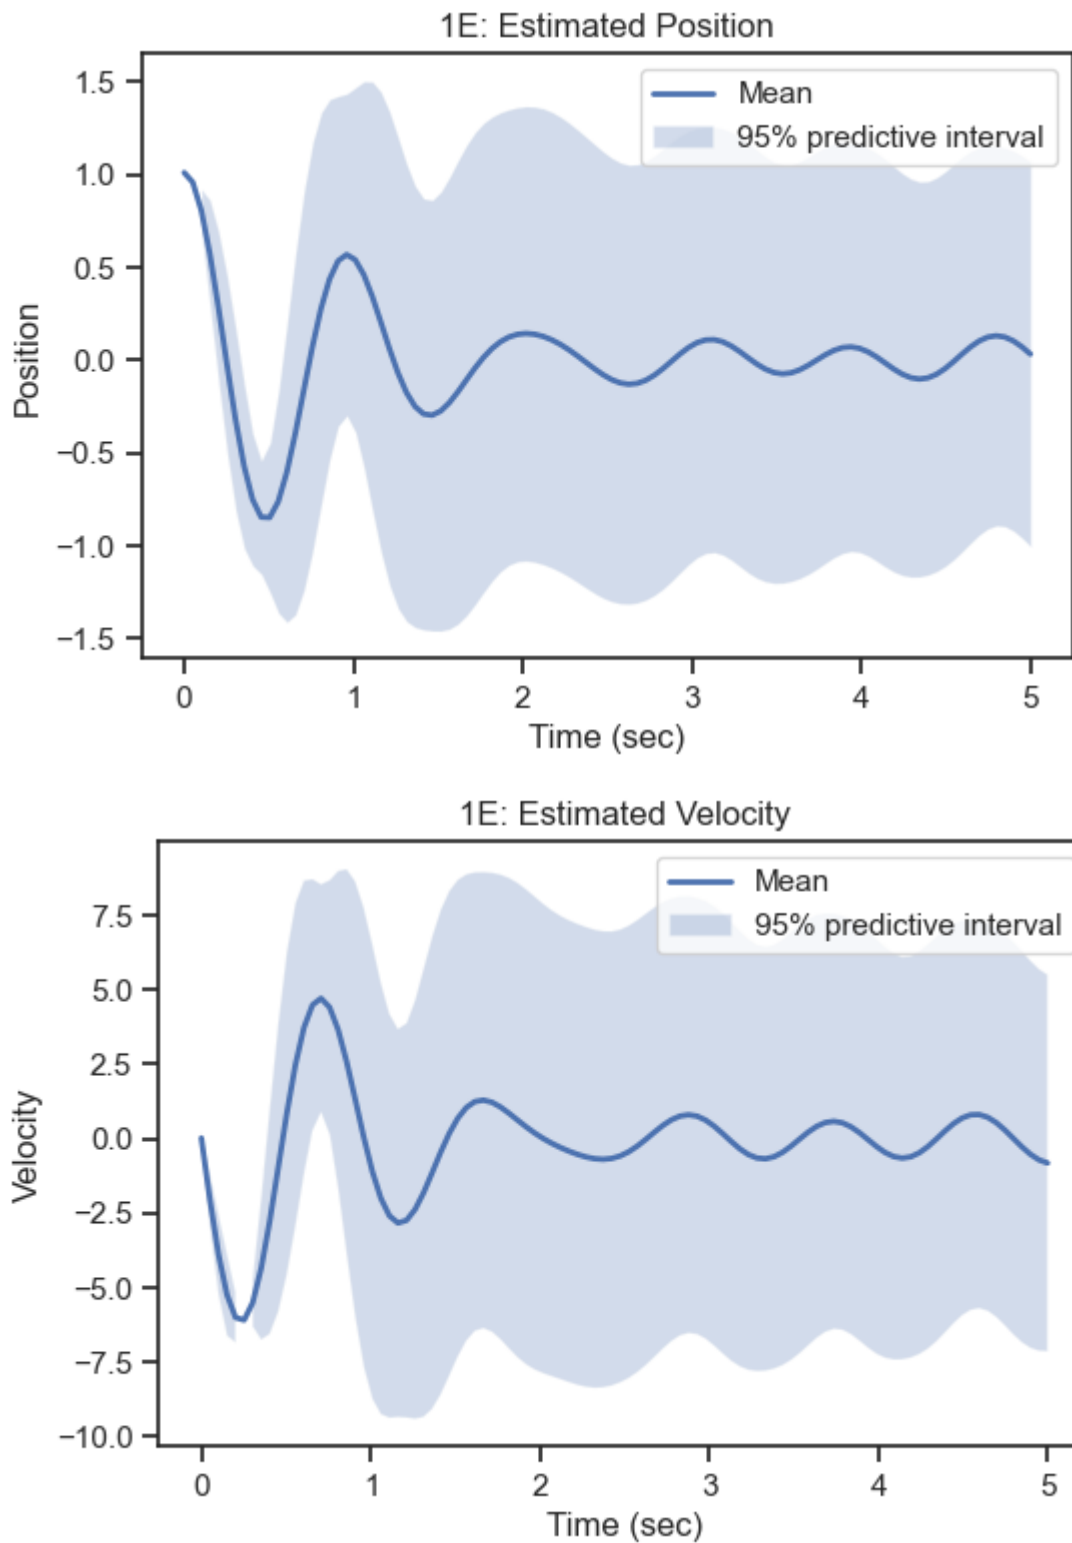 1E: Estimated Position
Mean
95% predictive interval
1.5
1.0
0.5
0.0
−0.5
−1.0
−1.5
Position
0 1 2 3 4 5
Time (sec)
1E: Estimated Velocity
Mean
95% predictive interval
7.5
5.0
2.5
0.0
−2.5
−5.0
−7.5
−10.0
Velocity
0 1 2 3 4 5
Time (sec)